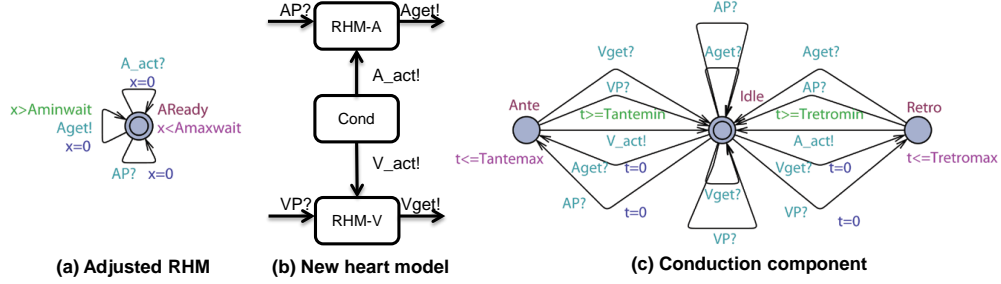 A_act?
x=0
x>Aminwait
AReady
Aget!
x<Amaxwait
x=0
AP?
x=0
(a) Adjusted RHM
AP?
Aget!
RHM-A
A_act!
Cond
V_act!
VP?
Vget!
RHM-V
(b) New heart model
AP?
Vget?
Aget?
Aget?
VP?
AP?
Ante
Idle
Retro
t>=Tantemin
t>=Tretromin
t<=Tantemax
V_act!
A_act!
t<=Tretromax
Aget?
t=0
Vget?
t=0
Vget?
AP?
t=0
VP?
t=0
VP?
(c) Conduction component